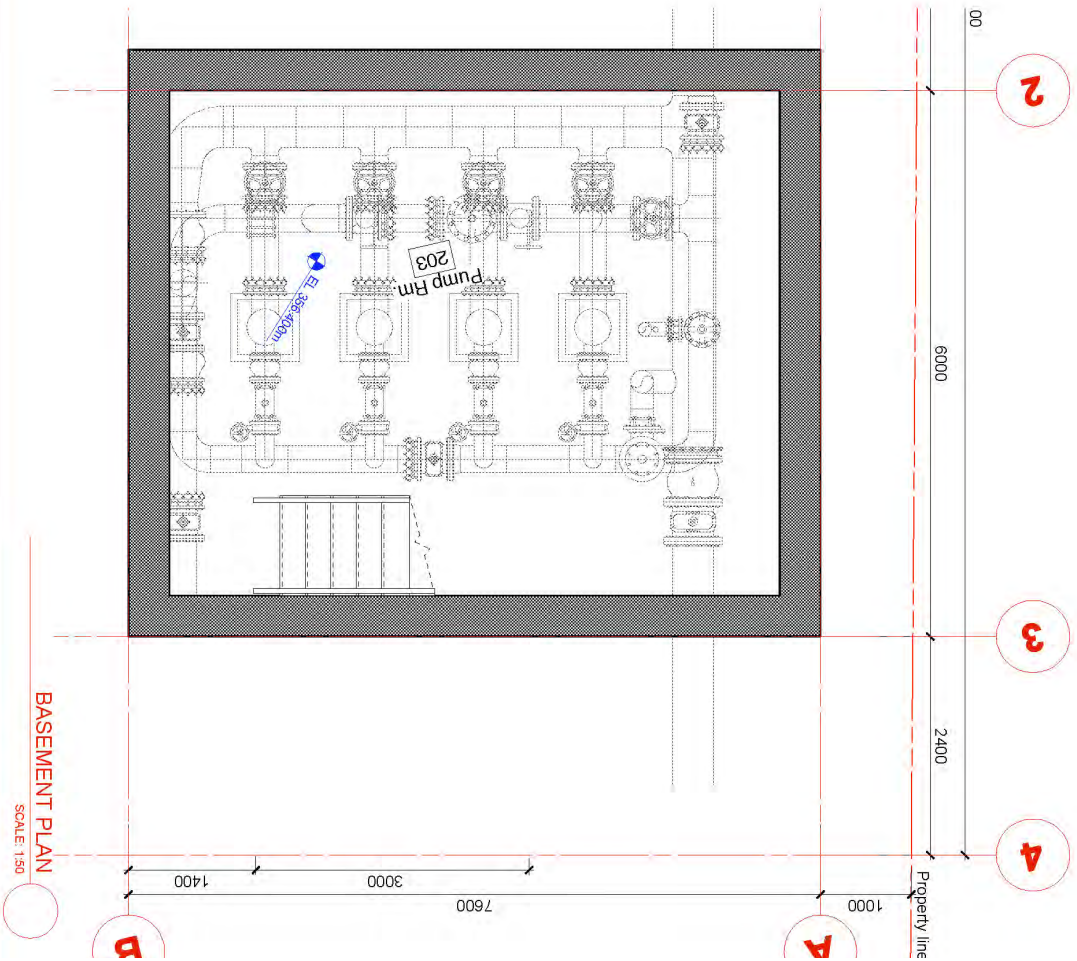 00
2
Pump Rm.
203
EL 356.400m
6000
3
2400
BASEMENT PLAN
SCALE: 1:50
4
1400
3000
7600
1000
Property line
B
A